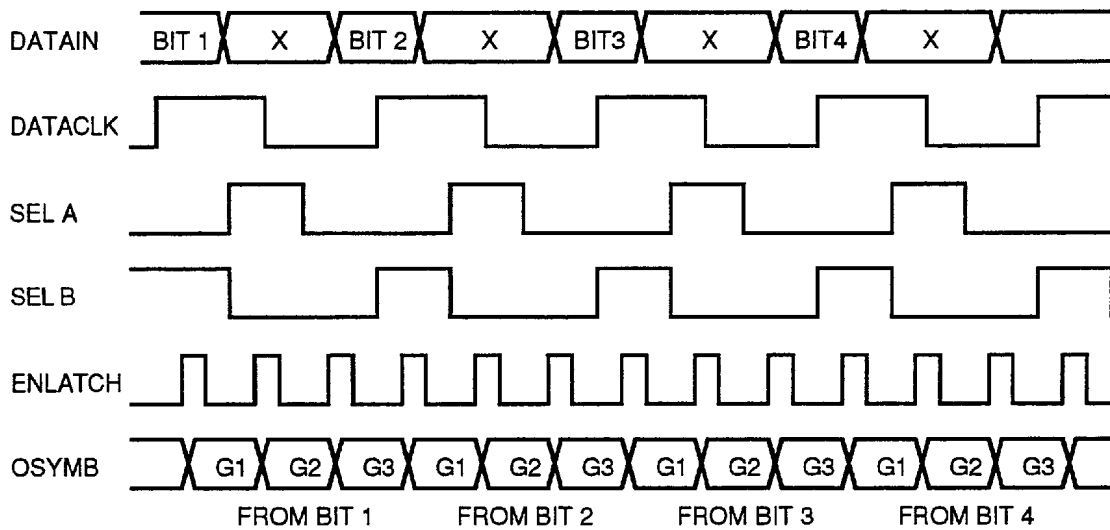 DATAIN BIT 1 X BIT 2 X BIT3 X BIT4 X
DATACLK
SEL A
SEL B
ENLATCH
OSYMB G1 G2 G3 G1 G2 G3 G1 G2 G3 G1 G2 G3
FROM BIT 1 FROM BIT 2 FROM BIT 3 FROM BIT 4